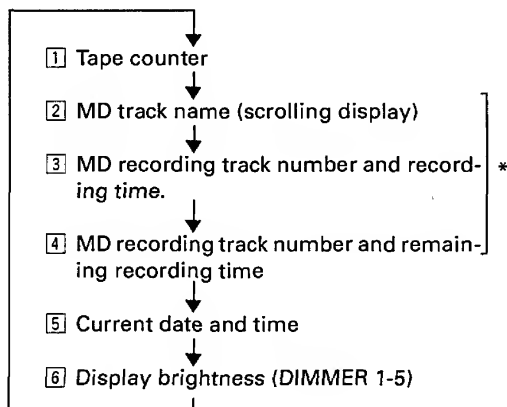 1 Tape counter
2 MD track name (scrolling display)
3 MD recording track number and record-
ing time. *
4 MD recording track number and remain-
ing recording time
5 Current date and time
6 Display brightness (DIMMER 1-5)